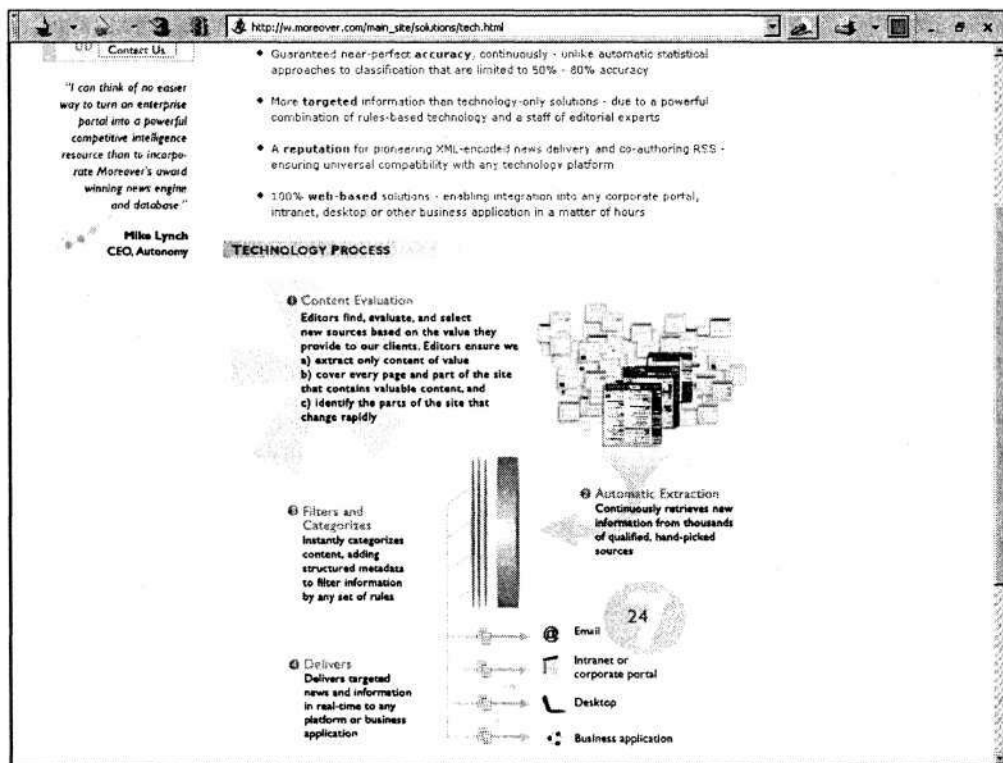 http://w.moreover.com/main_site/solutions/tech.html
Contact Us
"I can think of no easier
way to turn an enterprise
portal into a powerful
competitive intelligence
resource than to incorpo-
rate Moreover's award
winning news engine
and database."
Mike Lynch
CEO, Autonomy
Guaranteed near-perfect accuracy, continuously - unlike automatic statistical
approaches to classification that are limited to 50% - 80% accuracy
More targeted information than technology-only solutions - due to a powerful
combination of rules-based technology and a staff of editorial experts
A reputation for pioneering XML-encoded news delivery and co-authoring RSS -
ensuring universal compatibility with any technology platform
100% web-based solutions - enabling integration into any corporate portal,
intranet, desktop or other business application in a matter of hours
TECHNOLOGY PROCESS
1 Content Evaluation
Editors find, evaluate, and select
new sources based on the value they
provide to our clients. Editors ensure we
a) extract only content of value
b) cover every page and part of the site
that contains valuable content, and
c) identify the parts of the site that
change rapidly
2 Automatic Extraction
Continuously retrieves new
information from thousands
of qualified, hand-picked
sources
3 Filters and
Categorizes
Instantly categorizes
content, adding
structured metadata
to filter information
by any set of rules
24
7
4 Delivers
Delivers targeted
news and information
in real-time to any
platform or business
application
@ Email
Intranet or
corporate portal
Desktop
Business application